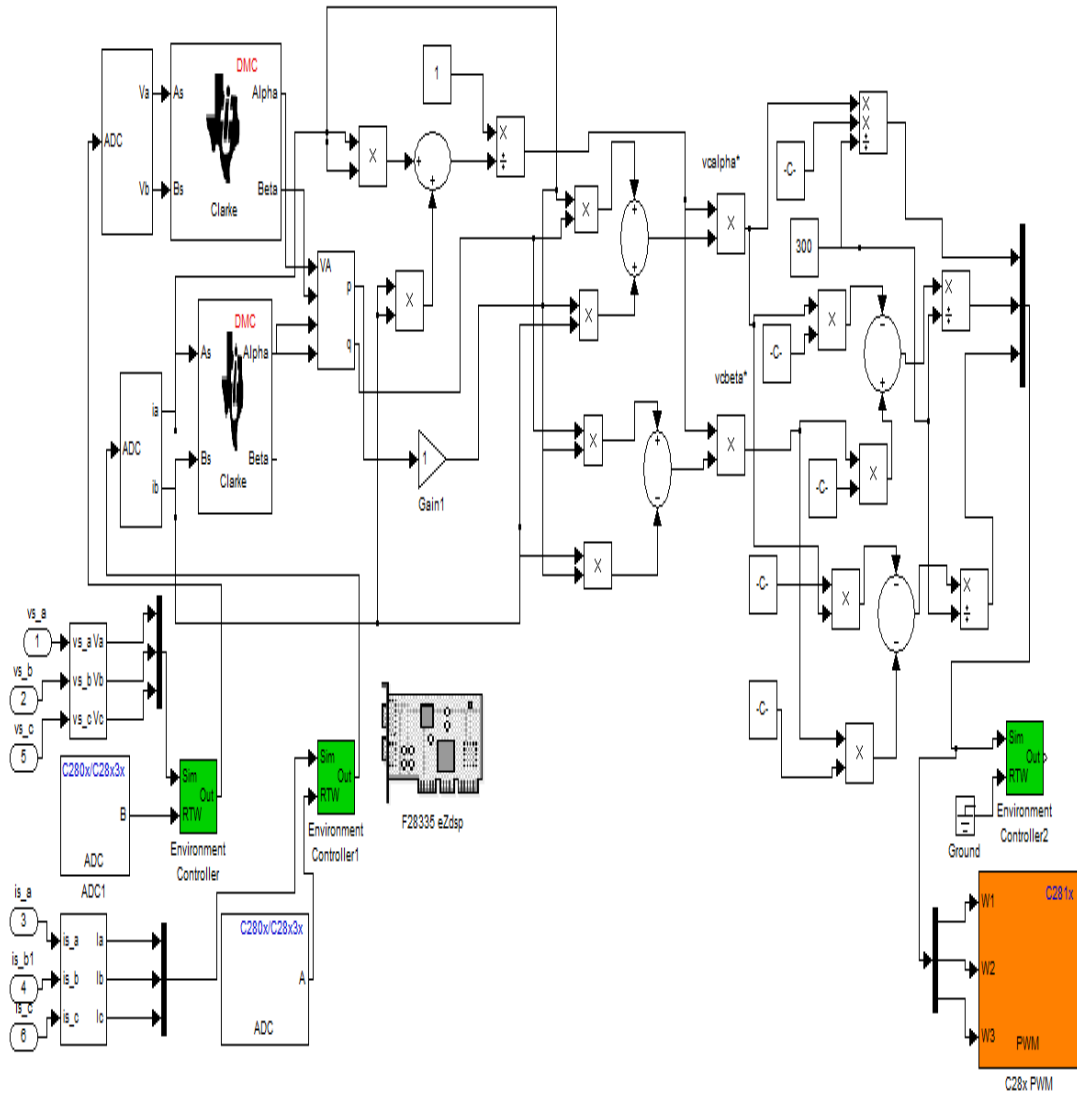 DMC
Va
As
Alpha
ADC
Vb
Bs
Beta
Clarke
1
×
÷
×
+
+
VA
p
q
×
DMC
As
Alpha
ia
ADC
ib
Bs
Beta
Clarke
1
Gain1
×
+
+
×
×
+
-
×
vcalpha*
×
vcbeta*
×
-C-
×
×
÷
300
×
-C-
-
+
×
÷
-C-
×
-C-
×
-
-
×
÷
-C-
×
vs_a
1
vs_b
2
vs_c
5
vs_a Va
vs_b Vb
vs_c Vc
C280x/C28x3x
B
ADC
ADC1
Sim
Out
RTW
Environment
Controller
Sim
Out
RTW
Environment
Controller1
F28335 eZdsp
is_a
3
is_b1
4
is_c
6
is_a Ia
is_b Ib
is_c Ic
C280x/C28x3x
A
ADC
Sim
Out
RTW
Environment
Controller2
Ground
C281x
W1
W2
W3
PWM
C28x PWM